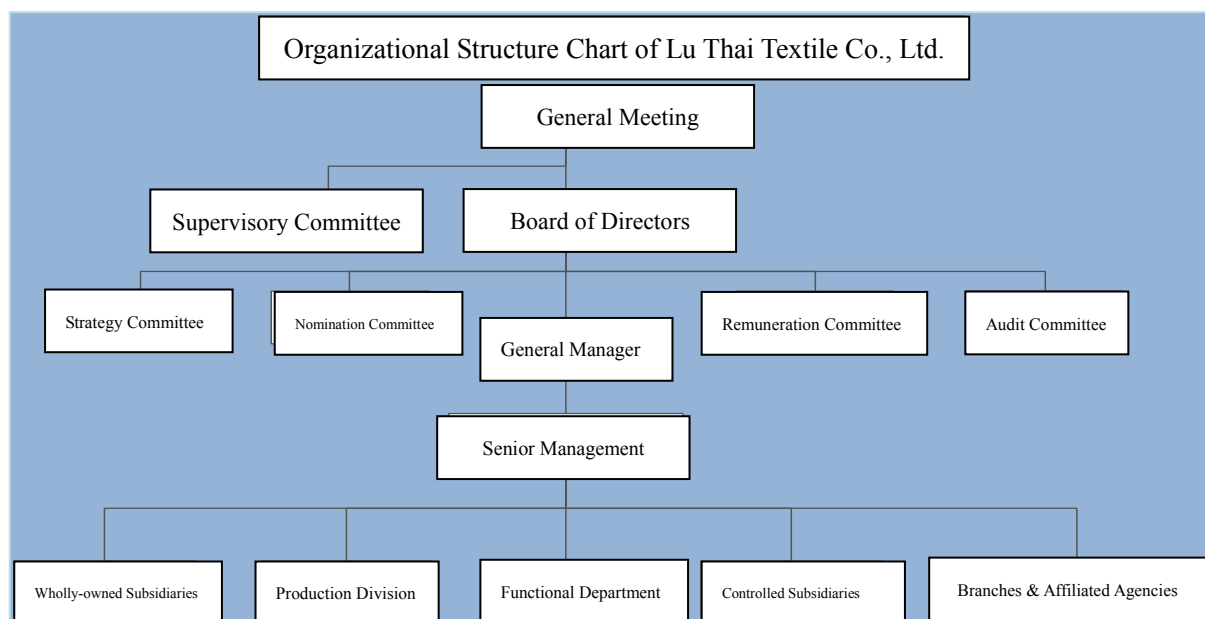 Organizational Structure Chart of Lu Thai Textile Co., Ltd.
General Meeting
Supervisory Committee
Board of Directors
Strategy Committee
Nomination Committee
General Manager
Remuneration Committee
Audit Committee
Senior Management
Wholly-owned Subsidiaries
Production Division
Functional Department
Controlled Subsidiaries
Branches & Affiliated Agencies